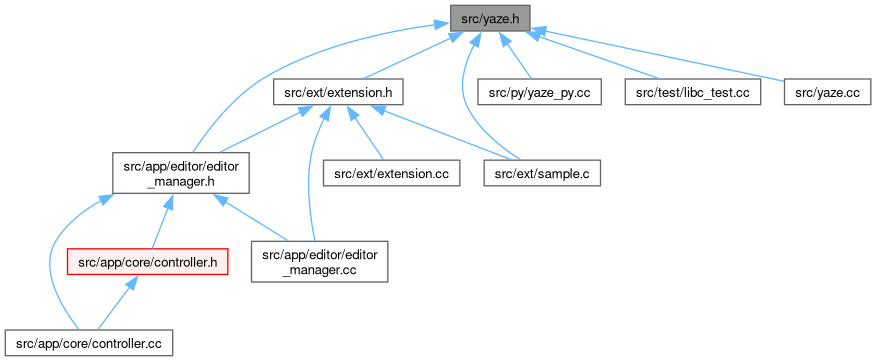 src/yaze.h
src/ext/extension.h
src/py/yaze_py.cc
src/test/libc_test.cc
src/yaze.cc
src/app/editor/editor
_manager.h
src/ext/extension.cc
src/ext/sample.c
src/app/core/controller.h
src/app/editor/editor
_manager.cc
src/app/core/controller.cc